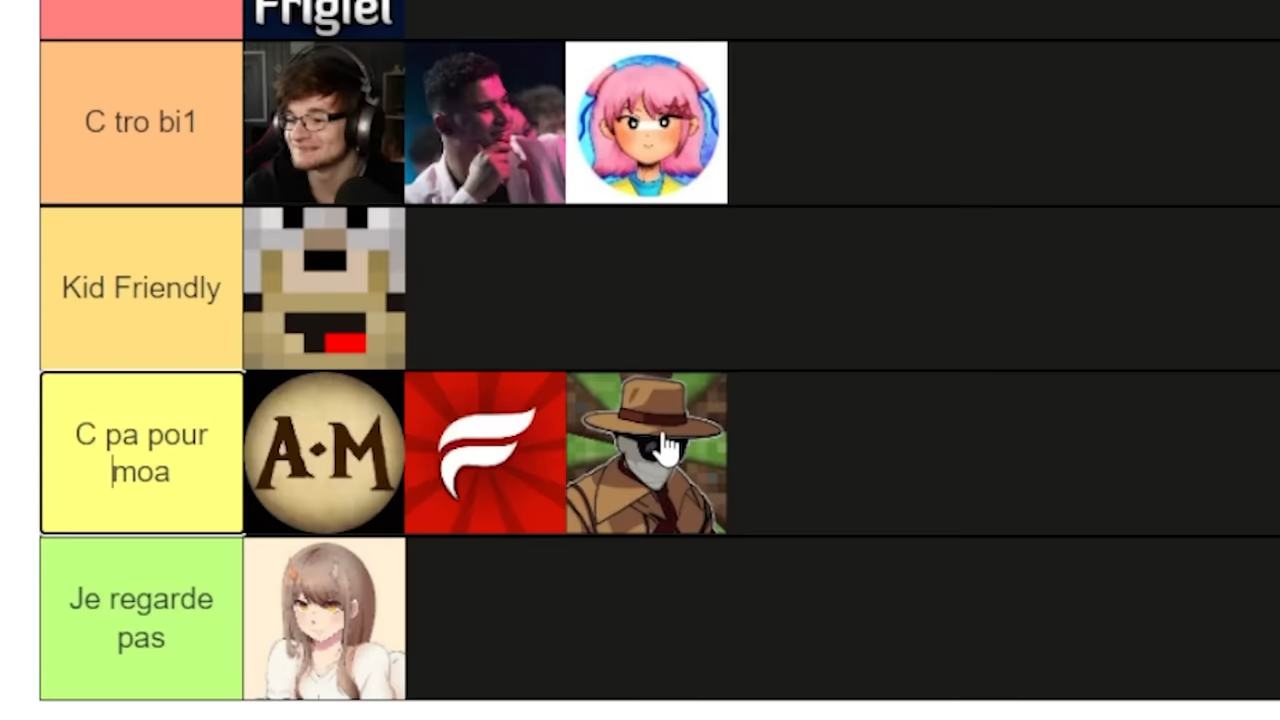 Frigiel
C tro bi1
Kid Friendly
C pa pour
moa
A·M
Je regarde
pas